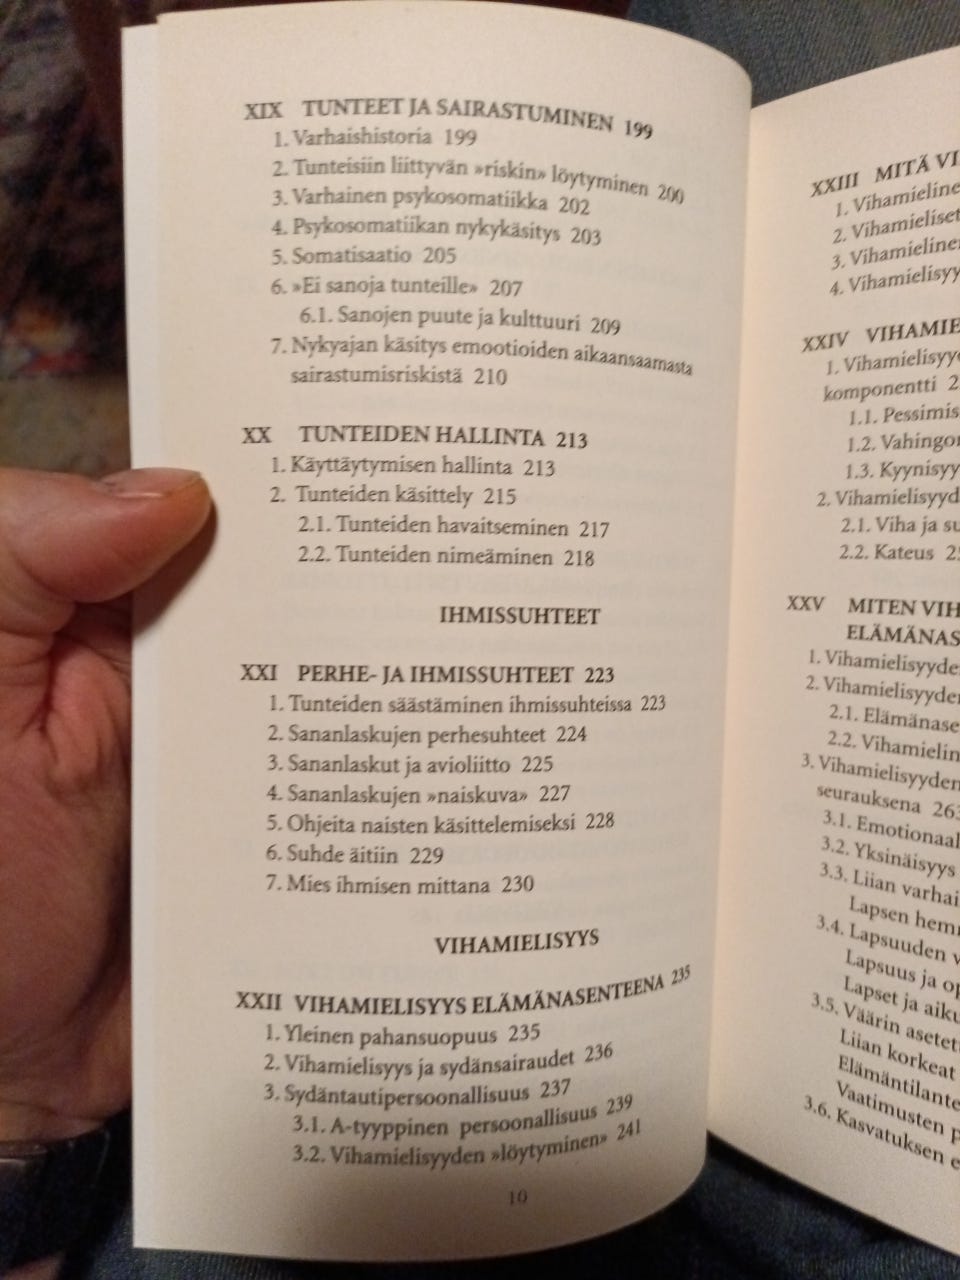 XIX TUNTEET JA SAIRASTUMINEN 199
1. Varhaishistoria 199
2. Tunteisiin liittyvän »riskin» löytyminen 200
3. Varhainen psykosomatiikka 202
4. Psykosomatiikan nykykäsitys 203
5. Somatisaatio 205
6. »Ei sanoja tunteille» 207
6.1. Sanojen puute ja kulttuuri 209
7. Nykyajan käsitys emootioiden aikaansaamasta
sairastumisriskistä 210
XX TUNTEIDEN HALLINTA 213
1. Käyttäytymisen hallinta 213
2. Tunteiden käsittely 215
2.1. Tunteiden havaitseminen 217
2.2. Tunteiden nimeäminen 218
IHMISSUHTEET
XXI PERHE- JA IHMISSUHTEET 223
1. Tunteiden säästäminen ihmissuhteissa 223
2. Sananlaskujen perhesuhteet 224
3. Sananlaskut ja avioliitto 225
4. Sananlaskujen »naiskuva» 227
5. Ohjeita naisten käsittelemiseksi 228
6. Suhde äitiin 229
7. Mies ihmisen mittana 230
VIHAMIELISYYS
XXII VIHAMIELISYYS ELÄMÄNASENTEENA 235
1. Yleinen pahansuopuus 235
2. Vihamielisyys ja sydänsairaudet 236
3. Sydäntautipersoonallisuus 237
3.1. A-tyyppinen persoonallisuus 239
3.2. Vihamielisyyden »löytyminen» 241
10
XXIII MITÄ VI
1. Vihamieline
2. Vihamieliset
3. Vihamieline
4. Vihamielisyy
XXIV VIHAMIE
1. Vihamielisyy
komponentti 2
1.1. Pessimis
1.2. Vahingo
1.3. Kyynisyy
2. Vihamielisyyd
2.1. Viha ja su
2.2. Kateus 25
XXV MITEN VIH
ELÄMÄNAS
1. Vihamielisyyde
2. Vihamielisyyden
2.1. Elämänase
2.2. Vihamielin
3. Vihamielisyyden
seurauksena 263
3.1. Emotionaal
3.2. Yksinäisyys
3.3. Liian varhai
Lapsen hem
3.4. Lapsuuden v
Lapsuus ja op
Lapset ja aiku
3.5. Väärin asetet
Liian korkeat
Elämäntilante
Vaatimusten p
3.6. Kasvatuksen e